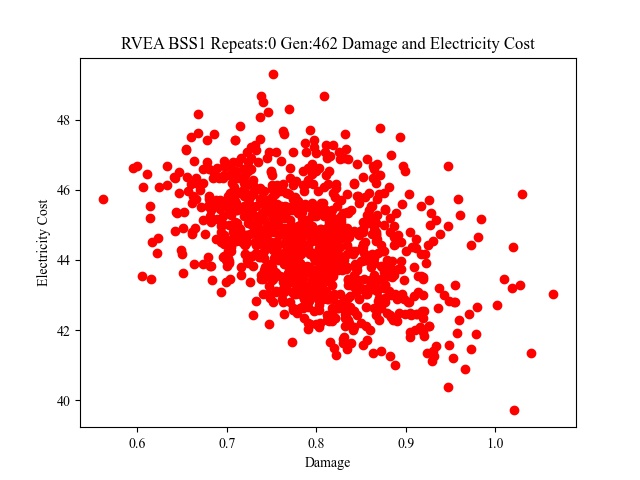 RVEA BSS1 Repeats:0 Gen:462 Damage and Electricity Cost
48
46
44
42
40
Electricity Cost
0.6 0.7 0.8 0.9 1.0
Damage